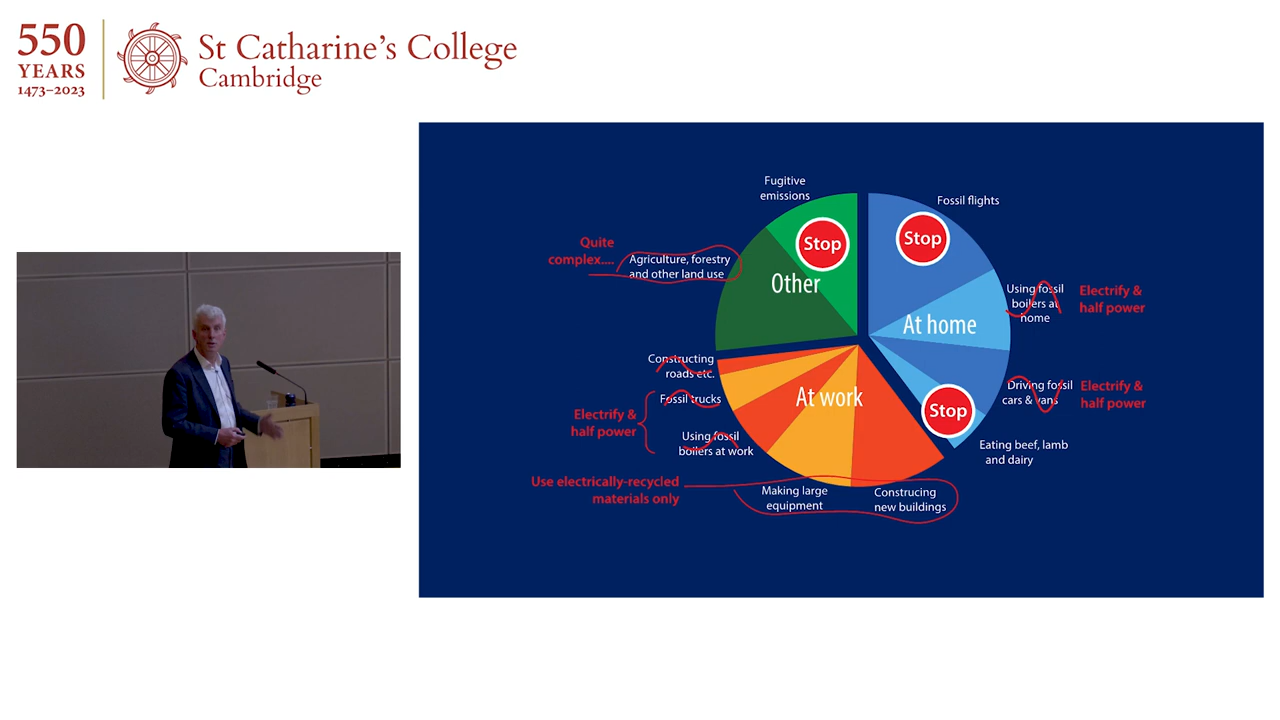 550
YEARS
1473–2023
St Catharine's College
Cambridge
Fugitive
emissions
Stop
Fossil flights
Stop
Quite
complex....
Agriculture, forestry
and other land use
Other
Using fossil
boilers at
home
Electrify &
half power
At home
Constructing
roads etc.
Fossil trucks
Electrify &
half power
Using fossil
boilers at work
At work
Driving fossil
cars & vans
Electrify &
half power
Stop
Eating beef, lamb
and dairy
Use electrically-recycled
materials only
Making large
equipment
Construcing
new buildings